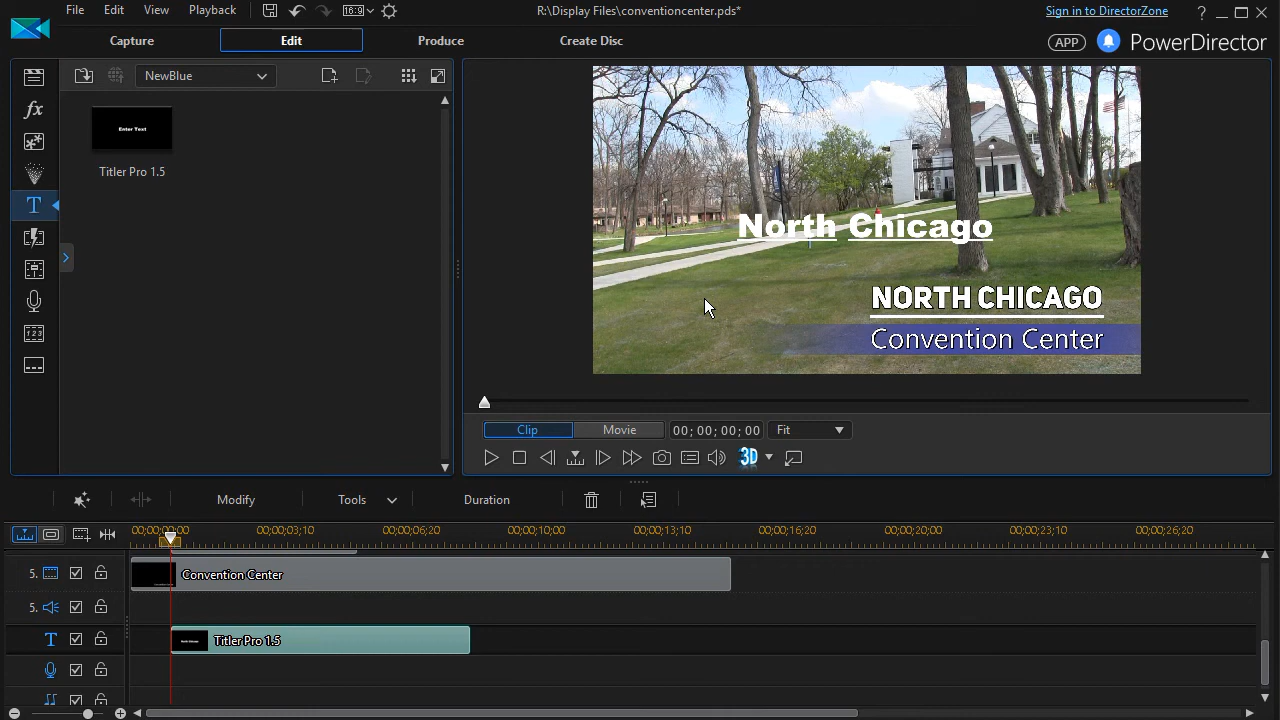 File Edit View Playback 16:9 R:\Display Files\conventioncenter.pds* Sign in to DirectorZone ?
Capture Edit Produce Create Disc APP PowerDirector
NewBlue
fx
Enter Text
Titler Pro 1.5
T
North Chicago
NORTH CHICAGO
Convention Center
Clip Movie 00;00;00;00 Fit
3D
Modify Tools Duration
00;00;00;00 00;00;03;10 00;00;06;20 00;00;10;00 00;00;13;10 00;00;16;20 00;00;20;00 00;00;23;10 00;00;26;20
5. Convention Center
5.
T Titler Pro 1.5